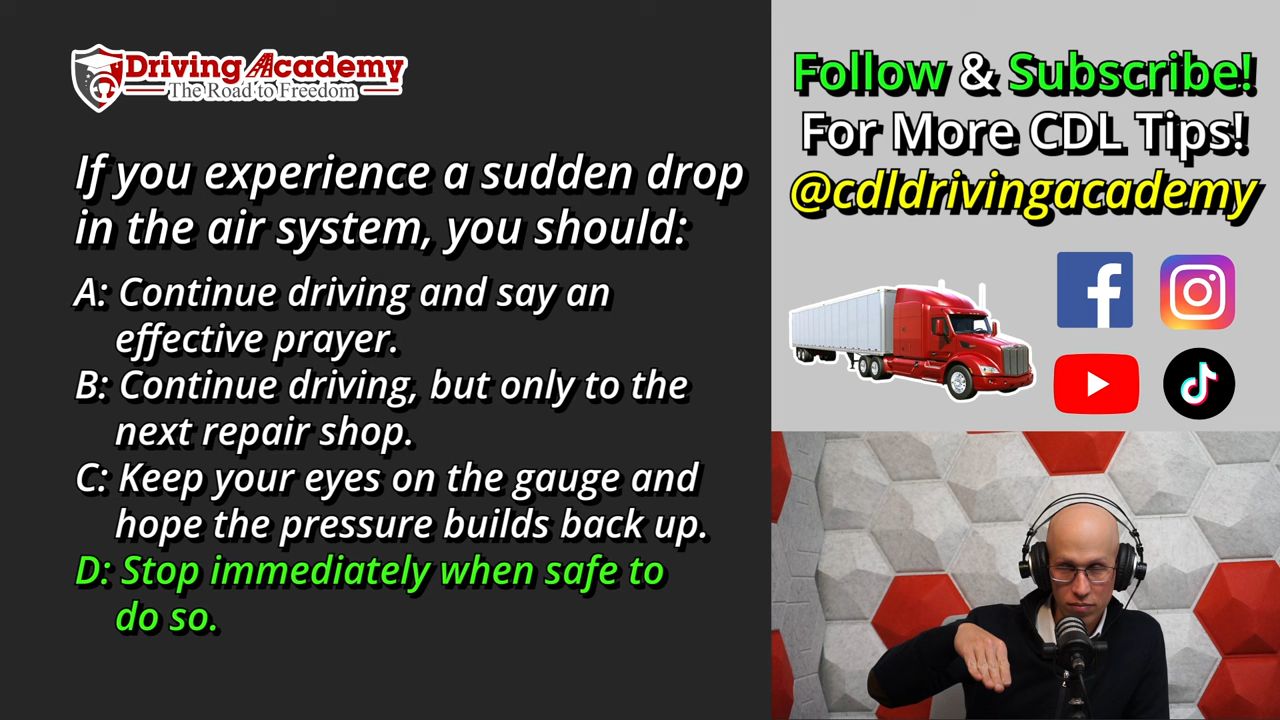 Driving Academy
The Road to Freedom
If you experience a sudden drop
in the air system, you should:
A: Continue driving and say an
effective prayer.
B: Continue driving, but only to the
next repair shop.
C: Keep your eyes on the gauge and
hope the pressure builds back up.
D: Stop immediately when safe to
do so.
Follow & Subscribe!
For More CDL Tips!
@cdldrivingacademy